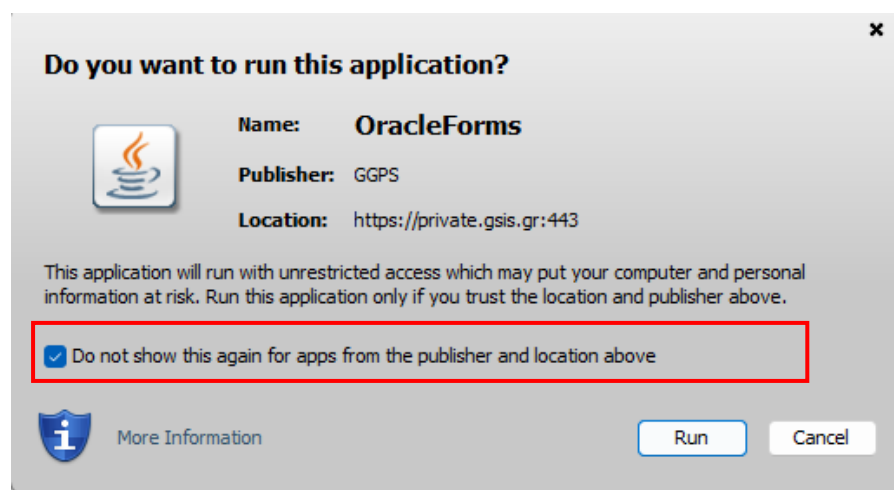 Do you want to run this application?
Name: OracleForms
Publisher: GGPS
Location: https://private.gsis.gr:443
This application will run with unrestricted access which may put your computer and personal
information at risk. Run this application only if you trust the location and publisher above.
Do not show this again for apps from the publisher and location above
More Information
Run
Cancel